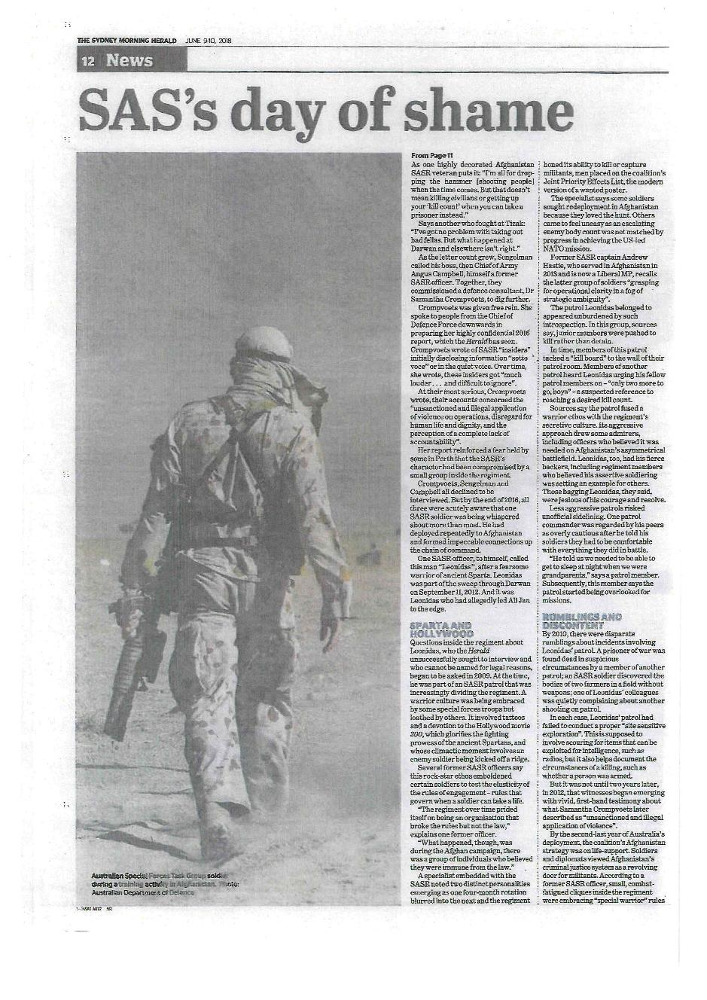 THE SYDNEY MORNING HERALD JUNE 9-10, 2018
12 News
SAS's day of shame
From Page 11
As one highly decorated Afghanistan
SASR veteran puts it: "I'm all for drop-
ping the hammer [shooting people]
when the time comes. But that doesn't
mean killing civilians or getting up
your 'kill count' when you can take a
prisoner instead."
Says another who fought at Tizak:
"I've got no problem with taking out
bad fellas. But what happened at
Darwan and elsewhere isn't right."
As the letter count grew, Sengelman
called his boss, then Chief of Army
Angus Campbell, himself a former
SASR officer. Together, they
commissioned a defence consultant, Dr
Samantha Crompvoets, to dig further.
Crompvoets was given free rein. She
spoke to people from the Chief of
Defence Force downwards in
preparing her highly confidential 2016
report, which the Herald has seen.
Crompvoets wrote of SASR "insiders"
initially disclosing information "sotto
voce" or in the quiet voice. Over time,
she wrote, these insiders got "much
louder... and difficult to ignore".
At their most serious, Crompvoets
wrote, their accounts concerned the
"unsanctioned and illegal application
of violence on operations, disregard for
human life and dignity, and the
perception of a complete lack of
accountability".
Her report reinforced a fear held by
some in Perth that the SASR's
character had been compromised by a
small group inside the regiment.
Crompvoets, Sengelman and
Campbell all declined to be
interviewed. But by the end of 2016, all
three were acutely aware that one
SASR soldier was being whispered
about more than most. He had
deployed repeatedly to Afghanistan
and formed impeccable connections up
the chain of command.
One SASR officer, to himself, called
this man "Leonidas", after a fearsome
warrior of ancient Sparta. Leonidas
was part of the sweep through Darwan
on September 11, 2012. And it was
Leonidas who had allegedly led Ali Jan
to the edge.
SPARTA AND
HOLLYWOOD
Questions inside the regiment about
Leonidas, who the Herald
unsuccessfully sought to interview and
who cannot be named for legal reasons,
began to be asked in 2009. At the time,
he was part of an SASR patrol that was
increasingly dividing the regiment. A
warrior culture was being embraced
by some special forces troops but
loathed by others. It involved tattoos
and a devotion to the Hollywood movie
300, which glorifies the fighting
prowess of the ancient Spartans, and
whose climactic moment involves an
enemy soldier being kicked off a ridge.
Several former SASR officers say
this rock-star ethos emboldened
certain soldiers to test the elasticity of
the rules of engagement – rules that
govern when a soldier can take a life.
"The regiment over time prided
itself on being an organisation that
broke the rules but not the law,"
explains one former officer.
"What happened, though, was
during the Afghan campaign, there
was a group of individuals who believed
they were immune from the law."
A specialist embedded with the
SASR noted two distinct personalities
emerging as one four-month rotation
blurred into the next and the regiment
honed its ability to kill or capture
militants, men placed on the coalition's
Joint Priority Effects List, the modern
version of a wanted poster.
The specialist says some soldiers
sought redeployment in Afghanistan
because they loved the hunt. Others
came to feel uneasy as an escalating
enemy body count was not matched by
progress in achieving the US-led
NATO mission.
Former SASR captain Andrew
Hastie, who served in Afghanistan in
2013 and is now a Liberal MP, recalls
the latter group of soldiers "grasping
for operational clarity in a fog of
strategic ambiguity".
The patrol Leonidas belonged to
appeared unburdened by such
introspection. In this group, sources
say, junior members were pushed to
kill rather than detain.
In time, members of this patrol
tacked a "kill board" to the wall of their
patrol room. Members of another
patrol heard Leonidas urging his fellow
patrol members on – "only two more to
go, boys" – a suspected reference to
reaching a desired kill count.
Sources say the patrol fused a
warrior ethos with the regiment's
secretive culture. Its aggressive
approach drew some admirers,
including officers who believed it was
needed on Afghanistan's asymmetrical
battlefield. Leonidas, too, had his fierce
backers, including regiment members
who believed his assertive soldiering
was setting an example for others.
Those bagging Leonidas, they said,
were jealous of his courage and resolve.
Less aggressive patrols risked
unofficial sidelining. One patrol
commander was regarded by his peers
as overly cautious after he told his
soldiers they had to be comfortable
with everything they did in battle.
"He told us we needed to be able to
get to sleep at night when we were
grandparents," says a patrol member.
Subsequently, this member says the
patrol started being overlooked for
missions.
RUMBLINGS AND
DISCONTENT
By 2010, there were disparate
rumblings about incidents involving
Leonidas' patrol. A prisoner of war was
found dead in suspicious
circumstances by a member of another
patrol; an SASR soldier discovered the
bodies of two farmers in a field without
weapons; one of Leonidas' colleagues
was quietly complaining about another
shooting on patrol.
In each case, Leonidas' patrol had
failed to conduct a proper "site sensitive
exploration". This is supposed to
involve scouring for items that can be
exploited for intelligence, such as
radios, but it also helps document the
circumstances of a killing, such as
whether a person was armed.
But it was not until two years later,
in 2012, that witnesses began emerging
with vivid, first-hand testimony about
what Samantha Crompvoets later
described as "unsanctioned and illegal
application of violence".
By the second-last year of Australia's
deployment, the coalition's Afghanistan
strategy was on life-support. Soldiers
and diplomats viewed Afghanistan's
criminal justice system as a revolving
door for militants. According to a
former SASR officer, small, combat-
fatigued cliques inside the regiment
were embracing "special warrior" rules
Australian Special Forces Task Group soldier
during a training activity in Afghanistan. Photo:
Australian Department of Defence